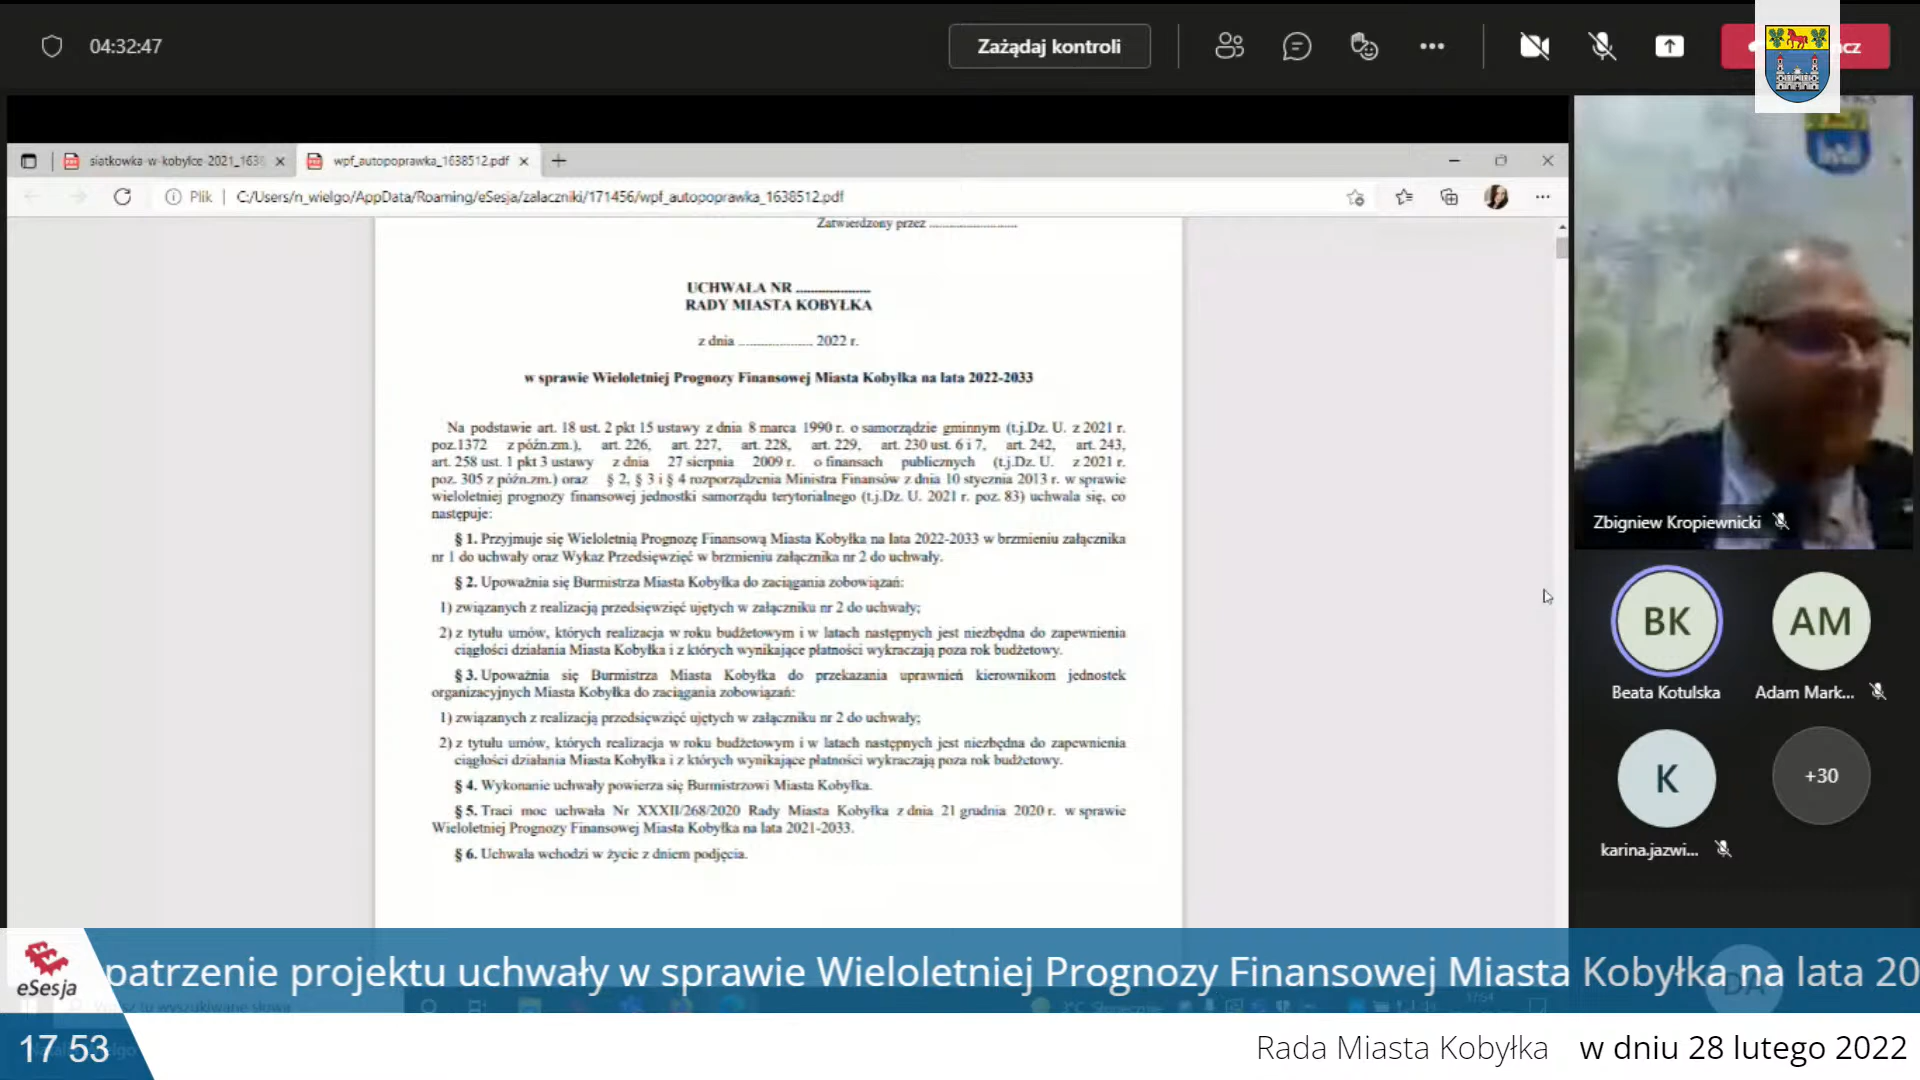 04:32:47
Zażądaj kontroli
cz
siatkowka-w-kobylce-2021_1638
wpf_autopoprawka_1638512.pdf
Plik
C:/Users/n_wielgo/AppData/Roaming/eSesja/zalaczniki/171456/wpf_autopoprawka_1638512.pdf
Zatwierdzony przez ............................
UCHWAŁA NR ....................
RADY MIASTA KOBYŁKA
z dnia .................... 2022 r.
w sprawie Wieloletniej Prognozy Finansowej Miasta Kobyłka na lata 2022-2033
Na podstawie art. 18 ust. 2 pkt 15 ustawy z dnia 8 marca 1990 r. o samorządzie gminnym (t.j.Dz. U. z 2021 r.
poz.1372 z późn.zm.), art. 226, art. 227, art. 228, art. 229, art. 230 ust. 6 i 7, art. 242, art. 243,
art. 258 ust. 1 pkt 3 ustawy z dnia 27 sierpnia 2009 r. o finansach publicznych (t.j.Dz. U. z 2021 r.
poz. 305 z późn.zm.) oraz § 2, § 3 i § 4 rozporządzenia Ministra Finansów z dnia 10 stycznia 2013 r. w sprawie
wieloletniej prognozy finansowej jednostki samorządu terytorialnego (t.j.Dz. U. 2021 r. poz. 83) uchwala się, co
następuje:
§ 1. Przyjmuje się Wieloletnią Prognozę Finansową Miasta Kobyłka na lata 2022-2033 w brzmieniu załącznika
nr 1 do uchwały oraz Wykaz Przedsięwzięć w brzmieniu załącznika nr 2 do uchwały.
§ 2. Upoważnia się Burmistrza Miasta Kobyłka do zaciągania zobowiązań:
1) związanych z realizacją przedsięwzięć ujętych w załączniku nr 2 do uchwały;
2) z tytułu umów, których realizacja w roku budżetowym i w latach następnych jest niezbędna do zapewnienia
ciągłości działania Miasta Kobyłka i z których wynikające płatności wykraczają poza rok budżetowy.
§ 3. Upoważnia się Burmistrza Miasta Kobyłka do przekazania uprawnień kierownikom jednostek
organizacyjnych Miasta Kobyłka do zaciągania zobowiązań:
1) związanych z realizacją przedsięwzięć ujętych w załączniku nr 2 do uchwały;
2) z tytułu umów, których realizacja w roku budżetowym i w latach następnych jest niezbędna do zapewnienia
ciągłości działania Miasta Kobyłka i z których wynikające płatności wykraczają poza rok budżetowy.
§ 4. Wykonanie uchwały powierza się Burmistrzowi Miasta Kobyłka.
§ 5. Traci moc uchwała Nr XXXII/268/2020 Rady Miasta Kobyłka z dnia 21 grudnia 2020 r. w sprawie
Wieloletniej Prognozy Finansowej Miasta Kobyłka na lata 2021-2033.
§ 6. Uchwała wchodzi w życie z dniem podjęcia.
Zbigniew Kropiewnicki
BK
AM
Beata Kotulska
Adam Mark...
K
+30
karina.jazwi...
eSesja
patrzenie projektu uchwały w sprawie Wieloletniej Prognozy Finansowej Miasta Kobyłka na lata 20
17 53
Rada Miasta Kobyłka w dniu 28 lutego 2022